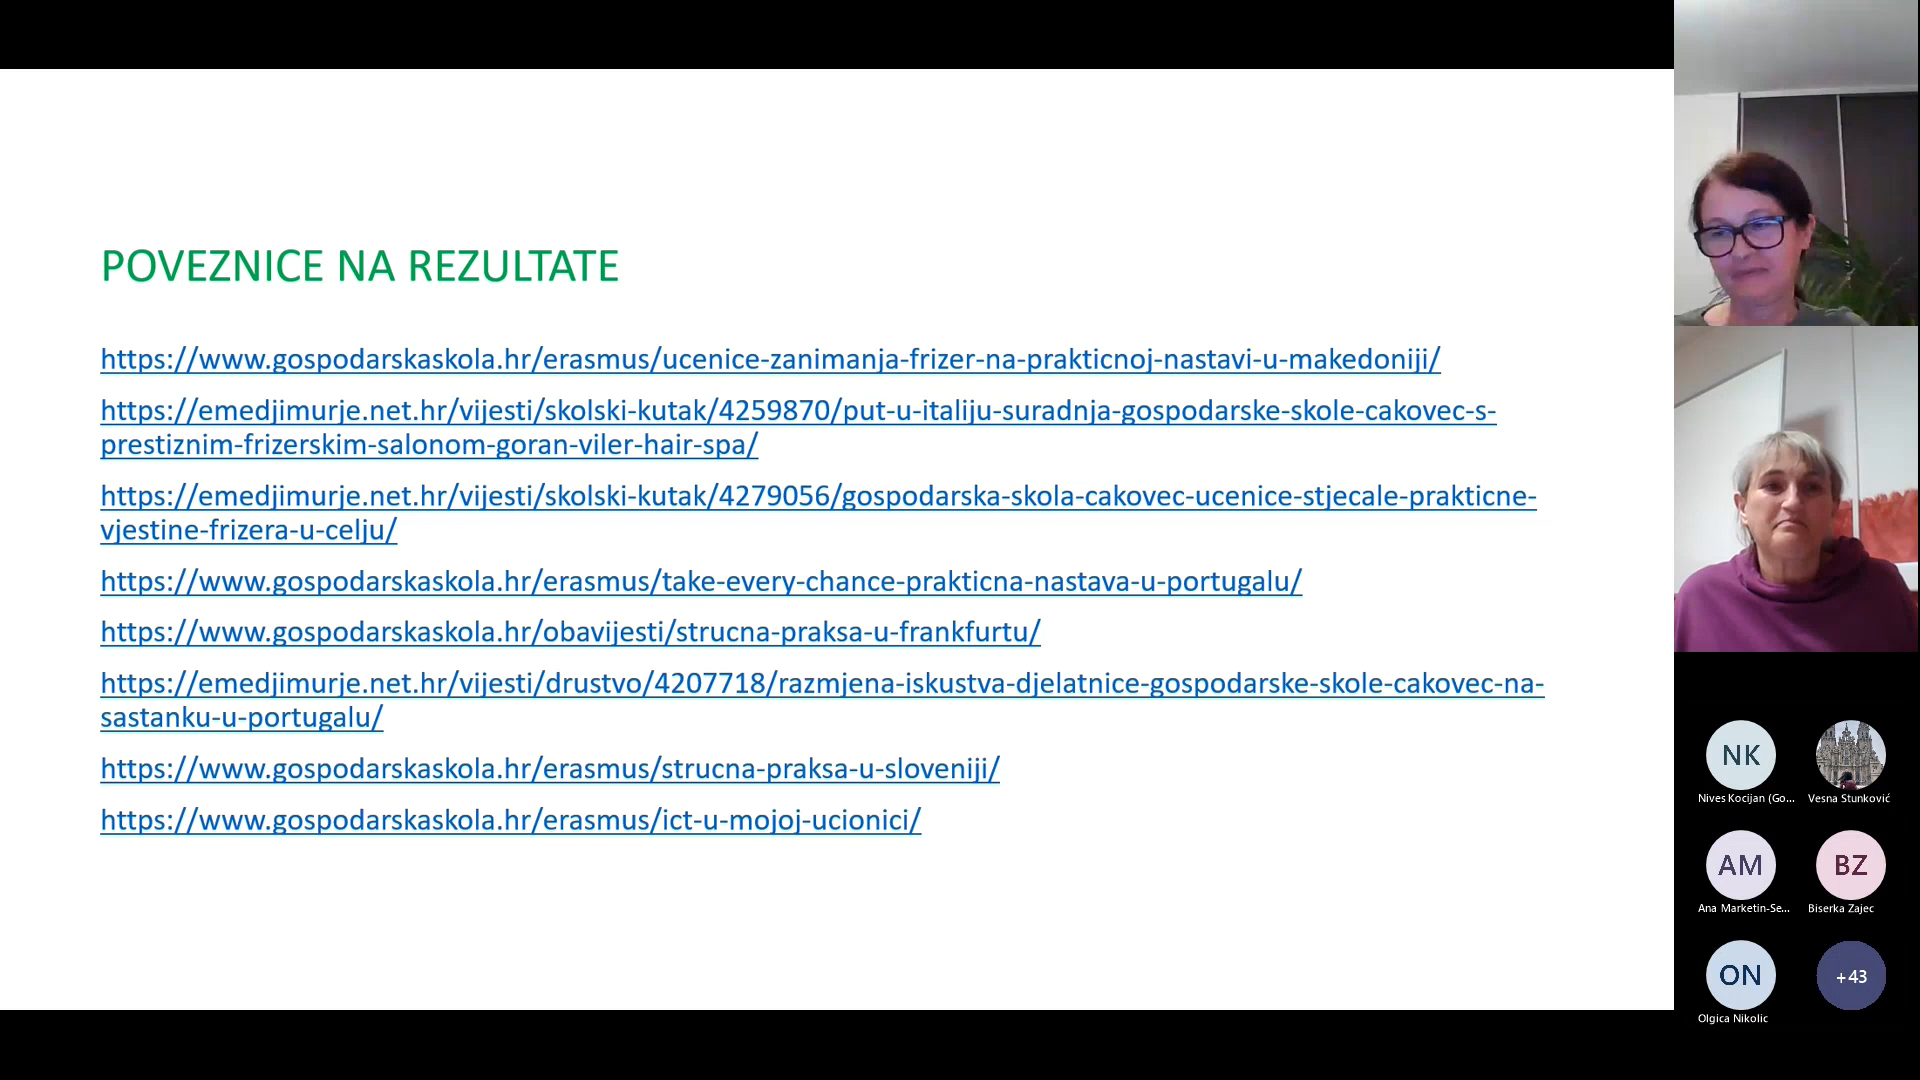 POVEZNICE NA REZULTATE
https://www.gospodarskaskola.hr/erasmus/ucenice-zanimanja-frizer-na-prakticnoj-nastavi-u-makedoniji/
https://emedjimurje.net.hr/vijesti/skolski-kutak/4259870/put-u-italiju-suradnja-gospodarske-skole-cakovec-s-
prestiznim-frizerskim-salonom-goran-viler-hair-spa/
https://emedjimurje.net.hr/vijesti/skolski-kutak/4279056/gospodarska-skola-cakovec-ucenice-stjecale-prakticne-
vjestine-frizera-u-celju/
https://www.gospodarskaskola.hr/erasmus/take-every-chance-prakticna-nastava-u-portugalu/
https://www.gospodarskaskola.hr/obavijesti/strucna-praksa-u-frankfurtu/
https://emedjimurje.net.hr/vijesti/drustvo/4207718/razmjena-iskustva-djelatnice-gospodarske-skole-cakovec-na-
sastanku-u-portugalu/
https://www.gospodarskaskola.hr/erasmus/strucna-praksa-u-sloveniji/
https://www.gospodarskaskola.hr/erasmus/ict-u-mojoj-ucionici/
NK
Nives Kocijan (Go...
Vesna Stunković
AM
BZ
Ana Marketin-Se...
Biserka Zajec
ON
+43
Olgica Nikolic